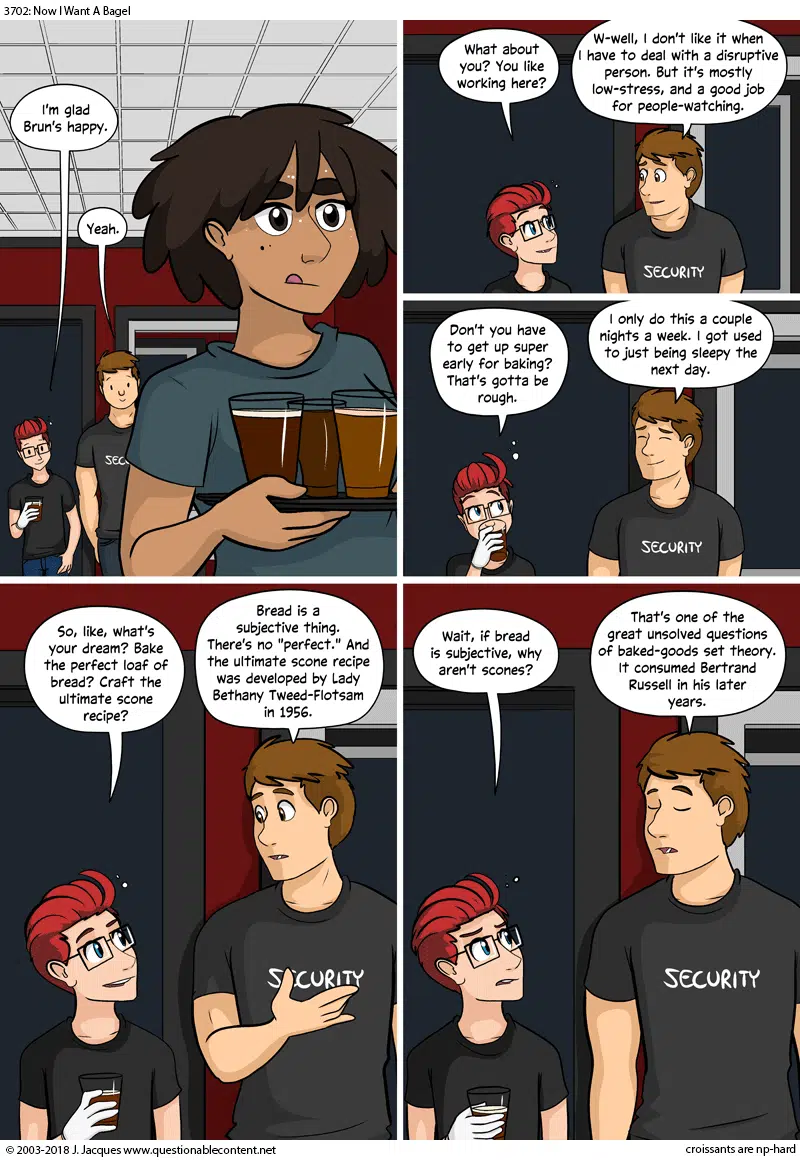 3702: Now I Want A Bagel
I'm glad
Brun's happy.
Yeah.
SEC
What about
you? You like
working here?
W-well, I don't like it when
I have to deal with a disruptive
person. But it's mostly
low-stress, and a good job
for people-watching.
SECURITY
Don't you have
to get up super
early for baking?
That's gotta be
rough.
I only do this a couple
nights a week. I got used
to just being sleepy the
next day.
SECURITY
So, like, what's
your dream? Bake
the perfect loaf of
bread? Craft the
ultimate scone
recipe?
Bread is a
subjective thing.
There's no "perfect." And
the ultimate scone recipe
was developed by Lady
Bethany Tweed-Flotsam
in 1956.
SECURITY
Wait, if bread
is subjective, why
aren't scones?
That's one of the
great unsolved questions
of baked-goods set theory.
It consumed Bertrand
Russell in his later
years.
SECURITY
© 2003-2018 J. Jacques www.questionablecontent.net
croissants are np-hard